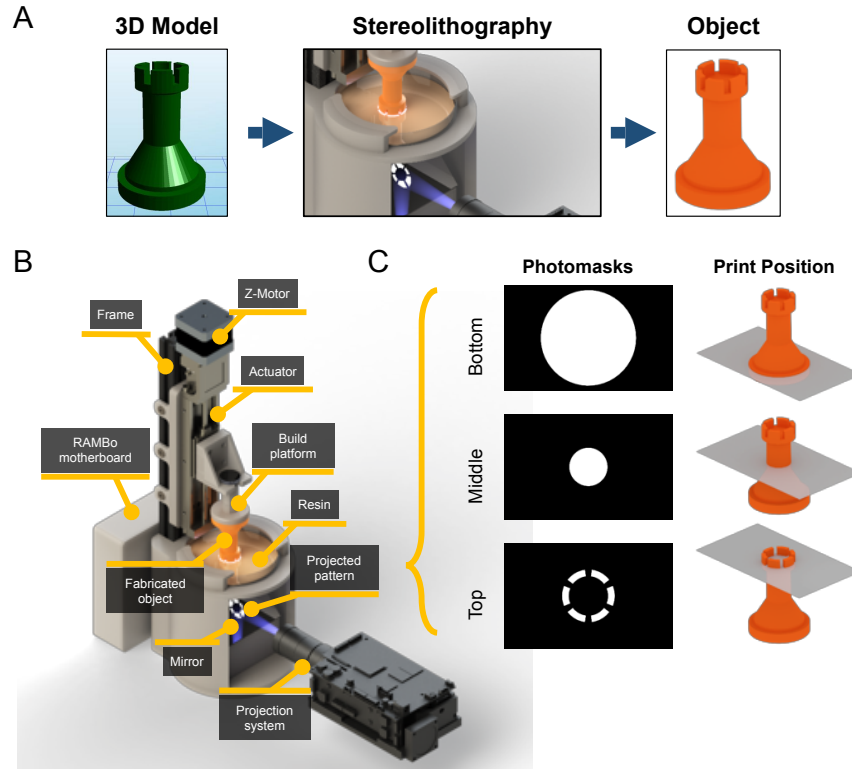 A
3D Model
Stereolithography
Object
B
Z-Motor
Frame
Actuator
RAMBo
motherboard
Build
platform
Resin
Fabricated
object
Projected
pattern
Mirror
Projection
system
C
Photomasks
Print Position
Bottom
Middle
Top